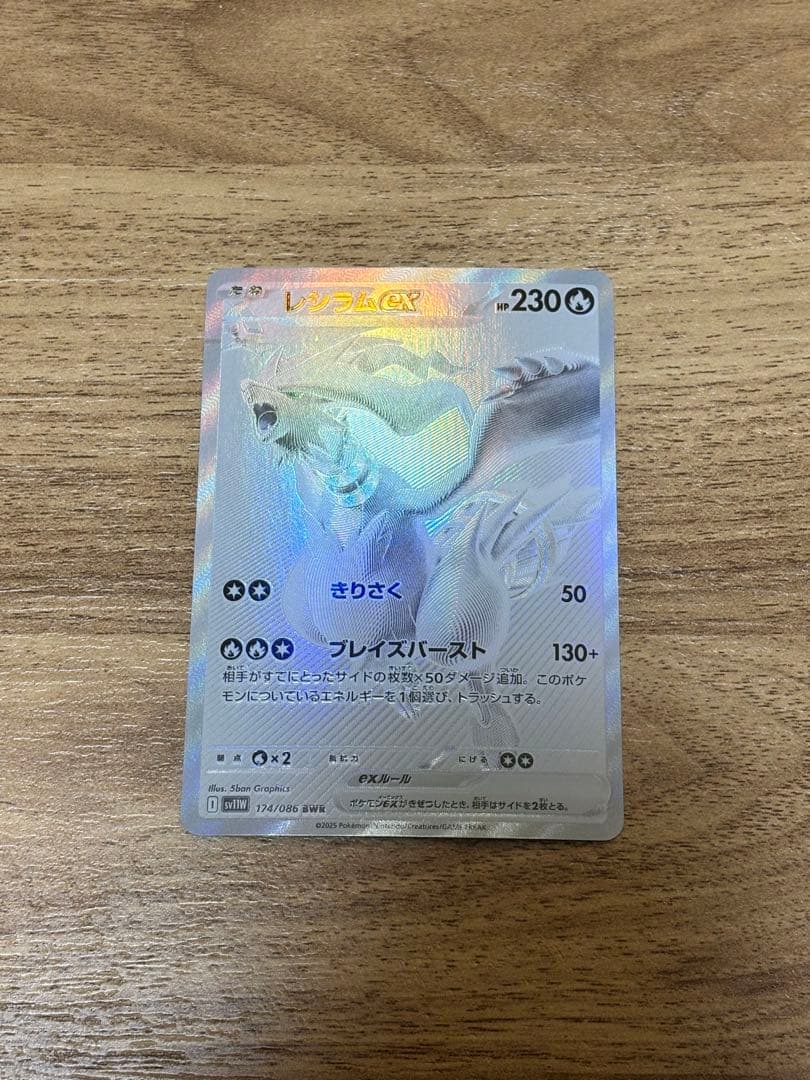 たね
レシラムex HP230
きりさく 50
ブレイズバースト 130+
相手がすでにとったサイドの枚数×50ダメージ追加。このポケ
モンについているエネルギーを1個選び、トラッシュする。
弱点 ×2 抵抗力 にげる
exルール
ポケモンexがきぜつしたとき、相手はサイドを2枚とる。
Illus. 5ban Graphics
I sv11W 174/086 BWR
©2025 Pokémon/Nintendo/Creatures/GAME FREAK